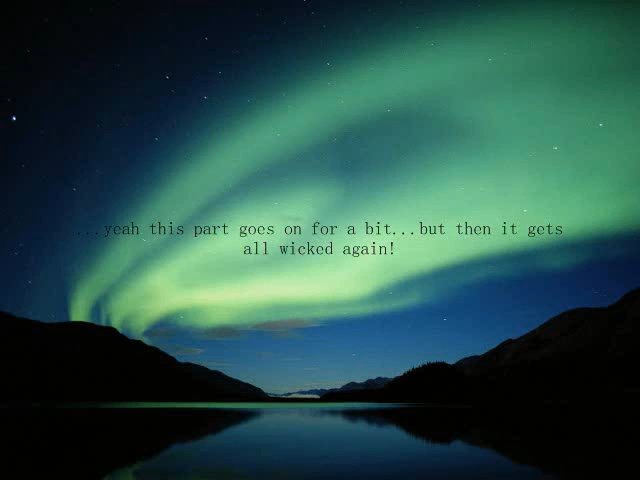 ...yeah this part goes on for a bit...but then it gets
all wicked again!